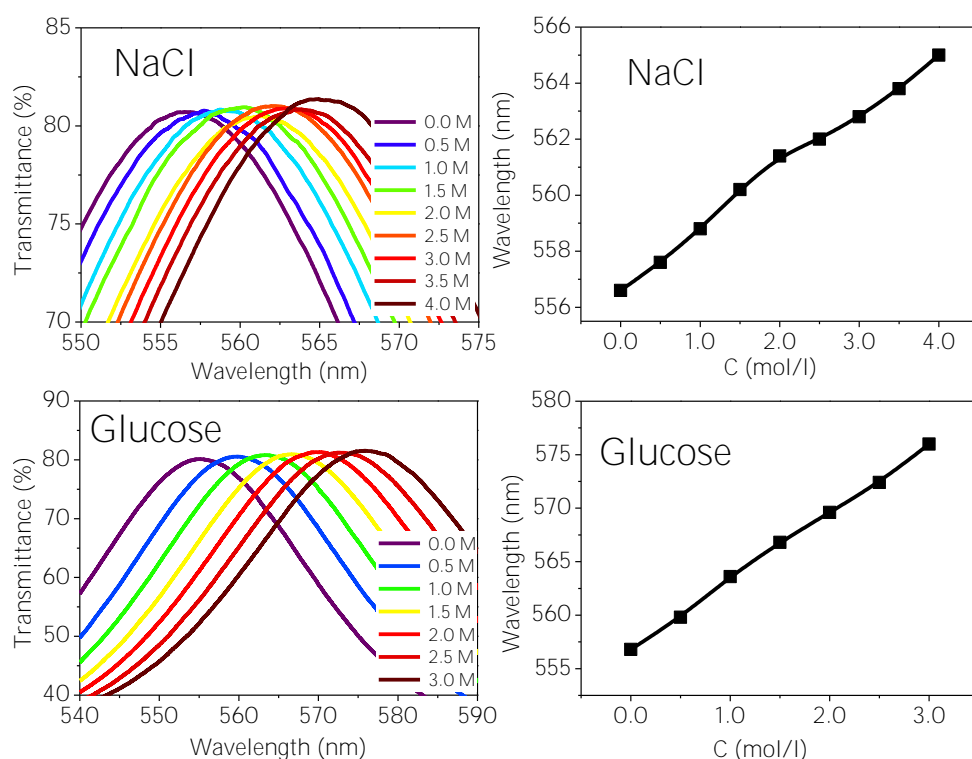 NaCl
Transmittance (%)
85
80
75
70
550 555 560 565 570 575
Wavelength (nm)
0.0 M
0.5 M
1.0 M
1.5 M
2.0 M
2.5 M
3.0 M
3.5 M
4.0 M
NaCl
Wavelength (nm)
566
564
562
560
558
556
0.0 1.0 2.0 3.0 4.0
C (mol/l)
Glucose
Transmittance (%)
90
80
70
60
50
40
540 550 560 570 580 590
Wavelength (nm)
0.0 M
0.5 M
1.0 M
1.5 M
2.0 M
2.5 M
3.0 M
Glucose
Wavelength (nm)
580
575
570
565
560
555
0.0 1.0 2.0 3.0
C (mol/l)